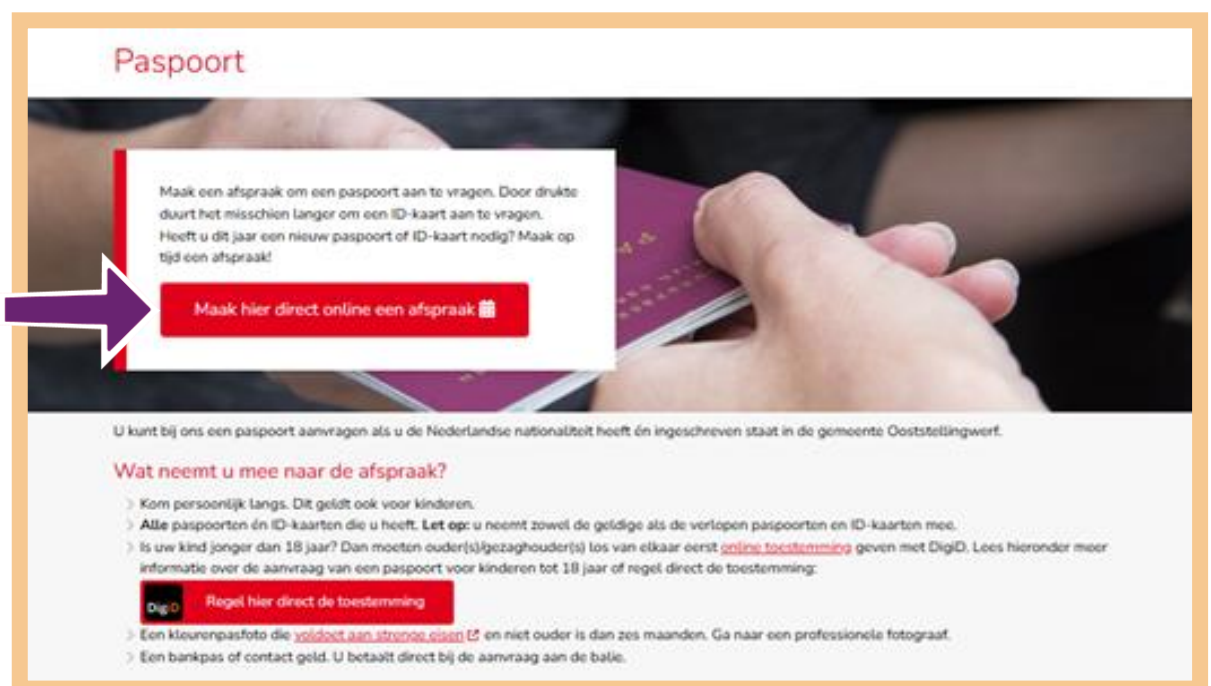 Paspoort
Maak een afspraak om een paspoort aan te vragen. Door drukte
duurt het misschien langer om een ID-kaart aan te vragen.
Heeft u dit jaar een nieuw paspoort of ID-kaart nodig? Maak op
tijd een afspraak!
Maak hier direct online een afspraak
U kunt bij ons een paspoort aanvragen als u de Nederlandse nationaliteit heeft én ingeschreven staat in de gemeente Ooststellingwerf.
Wat neemt u mee naar de afspraak?
Kom persoonlijk langs. Dit geldt ook voor kinderen.
Alle paspoorten én ID-kaarten die u heeft. Let op: u neemt zowel de geldige als de verlopen paspoorten en ID-kaarten mee.
Is uw kind jonger dan 18 jaar? Dan moeten ouder(s)/gezaghouder(s) los van elkaar eerst online toestemming geven met DigiD. Lees hieronder meer
informatie over de aanvraag van een paspoort voor kinderen tot 18 jaar of regel direct de toestemming:
DigiD Regel hier direct de toestemming
Een kleurenpasfoto die voldoet aan strenge eisen en niet ouder is dan zes maanden. Ga naar een professionele fotograaf.
Een bankpas of contact geld. U betaalt direct bij de aanvraag aan de balie.